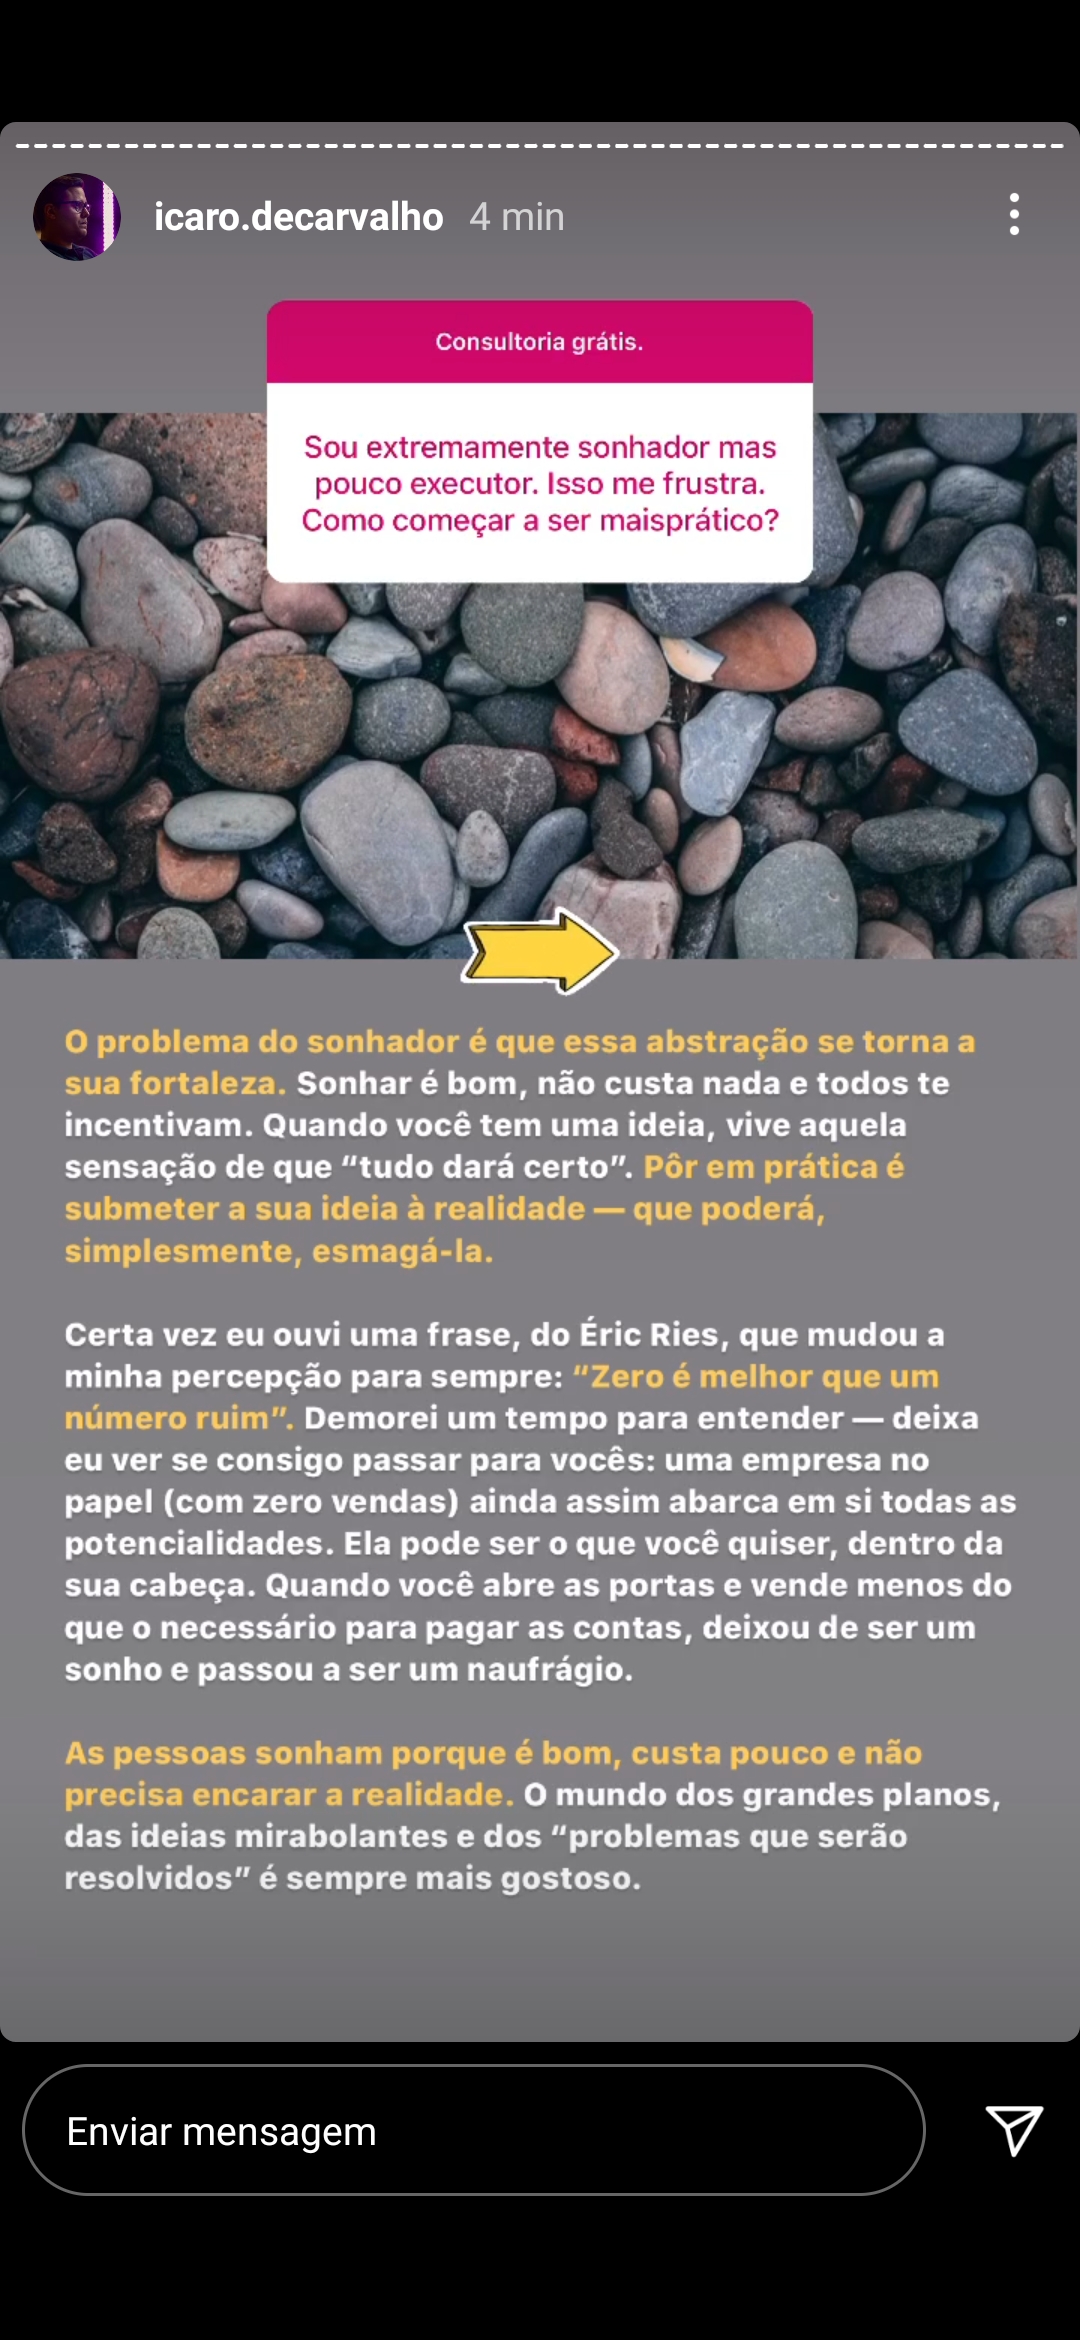 icaro.decarvalho 4 min
Consultoria grátis.
Sou extremamente sonhador mas
pouco executor. Isso me frustra.
Como começar a ser maisprático?
O problema do sonhador é que essa abstração se torna a
sua fortaleza. Sonhar é bom, não custa nada e todos te
incentivam. Quando você tem uma ideia, vive aquela
sensação de que “tudo dará certo”. Pôr em prática é
submeter a sua ideia à realidade — que poderá,
simplesmente, esmagá-la.
Certa vez eu ouvi uma frase, do Éric Ries, que mudou a
minha percepção para sempre: “Zero é melhor que um
número ruim”. Demorei um tempo para entender — deixa
eu ver se consigo passar para vocês: uma empresa no
papel (com zero vendas) ainda assim abarca em si todas as
potencialidades. Ela pode ser o que você quiser, dentro da
sua cabeça. Quando você abre as portas e vende menos do
que o necessário para pagar as contas, deixou de ser um
sonho e passou a ser um naufrágio.
As pessoas sonham porque é bom, custa pouco e não
precisa encarar a realidade. O mundo dos grandes planos,
das ideias mirabolantes e dos “problemas que serão
resolvidos” é sempre mais gostoso.
Enviar mensagem